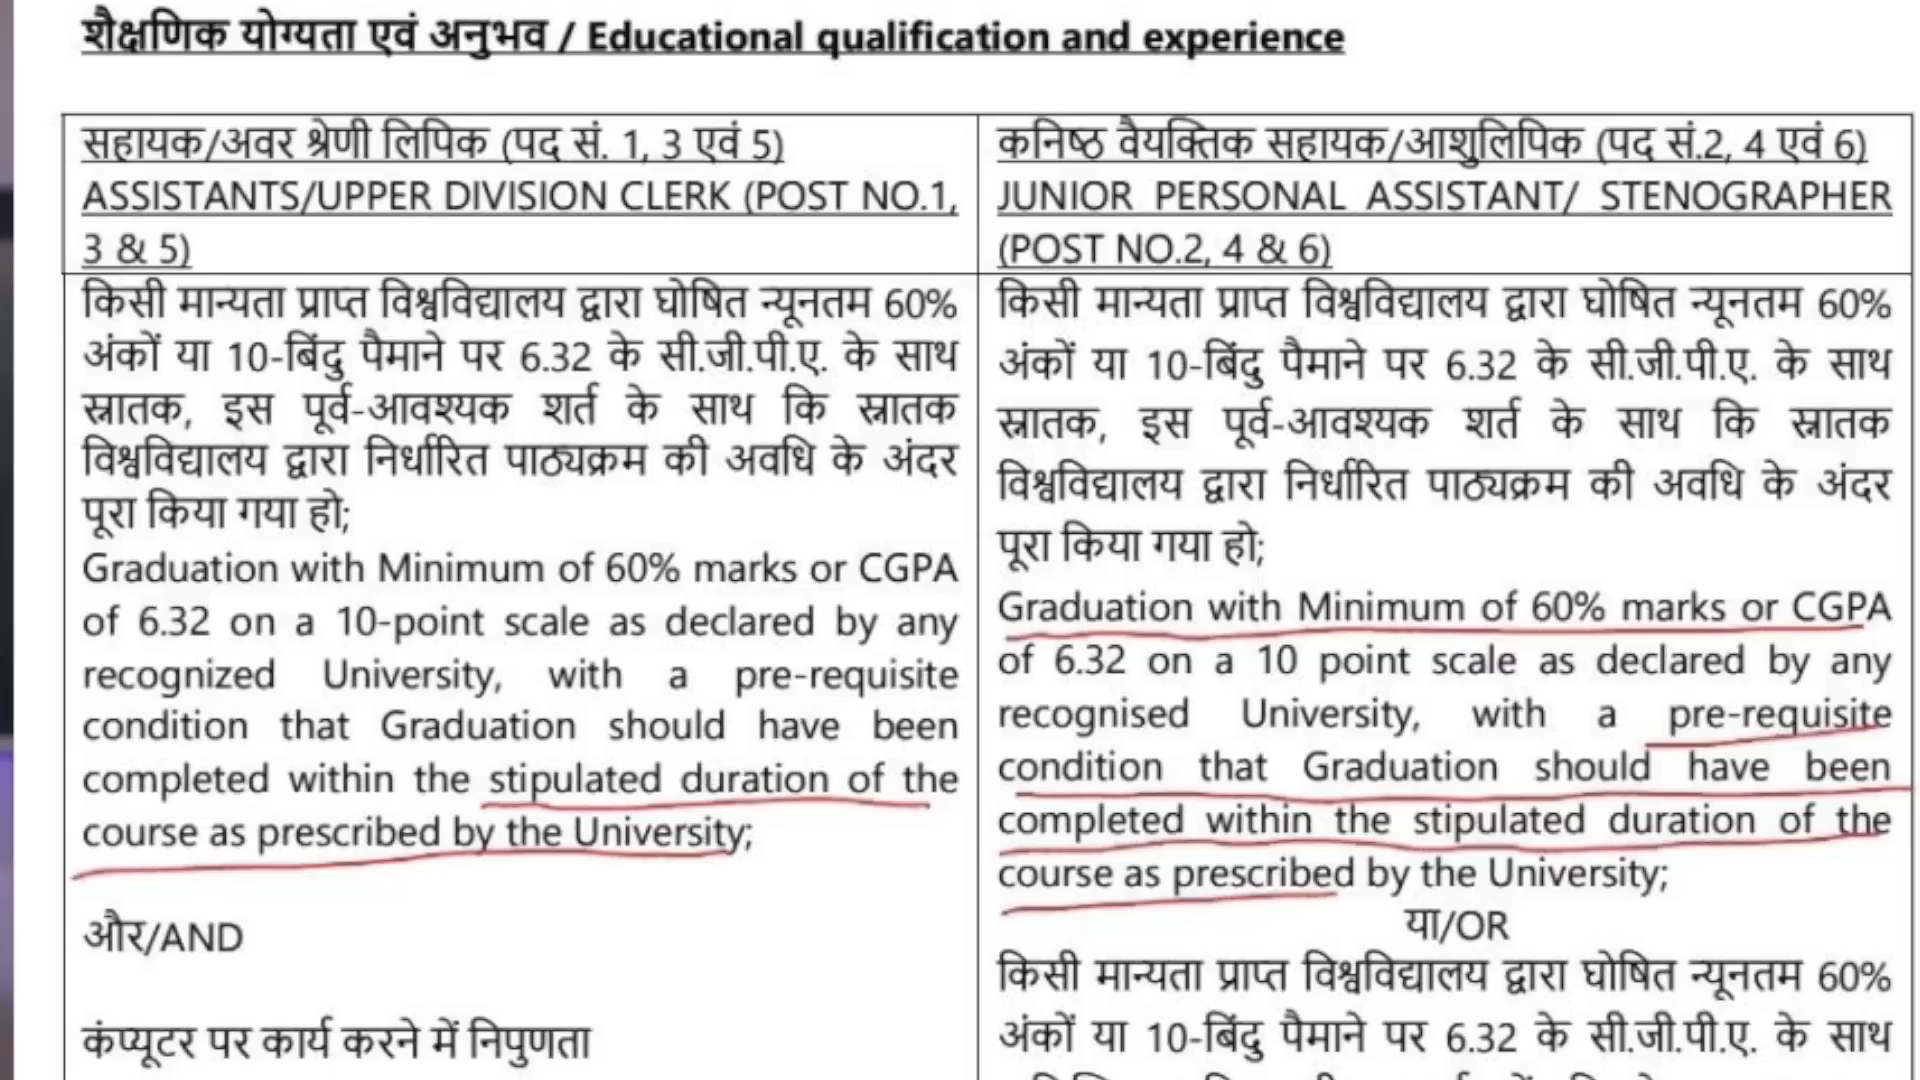 शैक्षणिक योग्यता एवं अनुभव / Educational qualification and experience
सहायक/अवर श्रेणी लिपिक (पद सं. 1, 3 एवं 5)
ASSISTANTS/UPPER DIVISION CLERK (POST NO.1,
3 & 5)
किसी मान्यता प्राप्त विश्वविद्यालय द्वारा घोषित न्यूनतम 60%
अंकों या 10-बिंदु पैमाने पर 6.32 के सी.जी.पी.ए. के साथ
स्नातक, इस पूर्व-आवश्यक शर्त के साथ कि स्नातक
विश्वविद्यालय द्वारा निर्धारित पाठ्यक्रम की अवधि के अंदर
पूरा किया गया हो;
Graduation with Minimum of 60% marks or CGPA
of 6.32 on a 10-point scale as declared by any
recognized University, with a pre-requisite
condition that Graduation should have been
completed within the stipulated duration of the
course as prescribed by the University;
और/AND
कंप्यूटर पर कार्य करने में निपुणता
कनिष्ठ वैयक्तिक सहायक/आशुलिपिक (पद सं.2, 4 एवं 6)
JUNIOR PERSONAL ASSISTANT/ STENOGRAPHER
(POST NO.2, 4 & 6)
किसी मान्यता प्राप्त विश्वविद्यालय द्वारा घोषित न्यूनतम 60%
अंकों या 10-बिंदु पैमाने पर 6.32 के सी.जी.पी.ए. के साथ
स्नातक, इस पूर्व-आवश्यक शर्त के साथ कि स्नातक
विश्वविद्यालय द्वारा निर्धारित पाठ्यक्रम की अवधि के अंदर
पूरा किया गया हो;
Graduation with Minimum of 60% marks or CGPA
of 6.32 on a 10 point scale as declared by any
recognised University, with a pre-requisite
condition that Graduation should have been
completed within the stipulated duration of the
course as prescribed by the University;
या/OR
किसी मान्यता प्राप्त विश्वविद्यालय द्वारा घोषित न्यूनतम 60%
अंकों या 10-बिंदु पैमाने पर 6.32 के सी.जी.पी.ए. के साथ